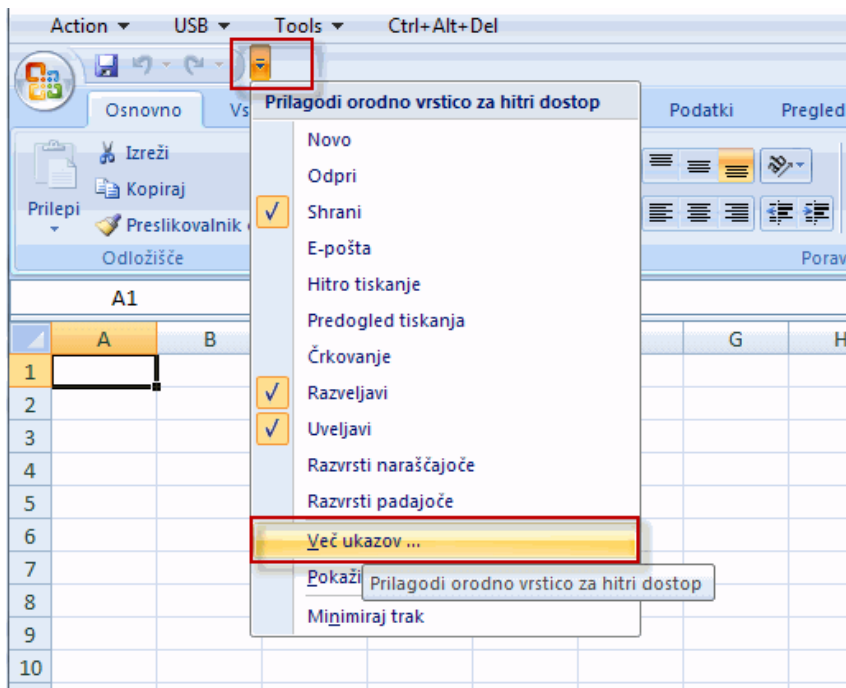 Action USB Tools Ctrl+Alt+Del
Prilagodi orodno vrstico za hitri dostop
Osnovno Vs Podatki Pregled
Novo
Izreži
Odpri
Kopiraj
Prilepi
Shrani
Preslikovalnik
E-pošta
Odložišče Porav
Hitro tiskanje
A1
Predogled tiskanja
A B G H
Črkovanje
1
Razveljavi
2
Uveljavi
3
Razvrsti naraščajoče
4
Razvrsti padajoče
5
Več ukazov ...
6
Pokaži
7
Prilagodi orodno vrstico za hitri dostop
8
Minimiraj trak
9
10